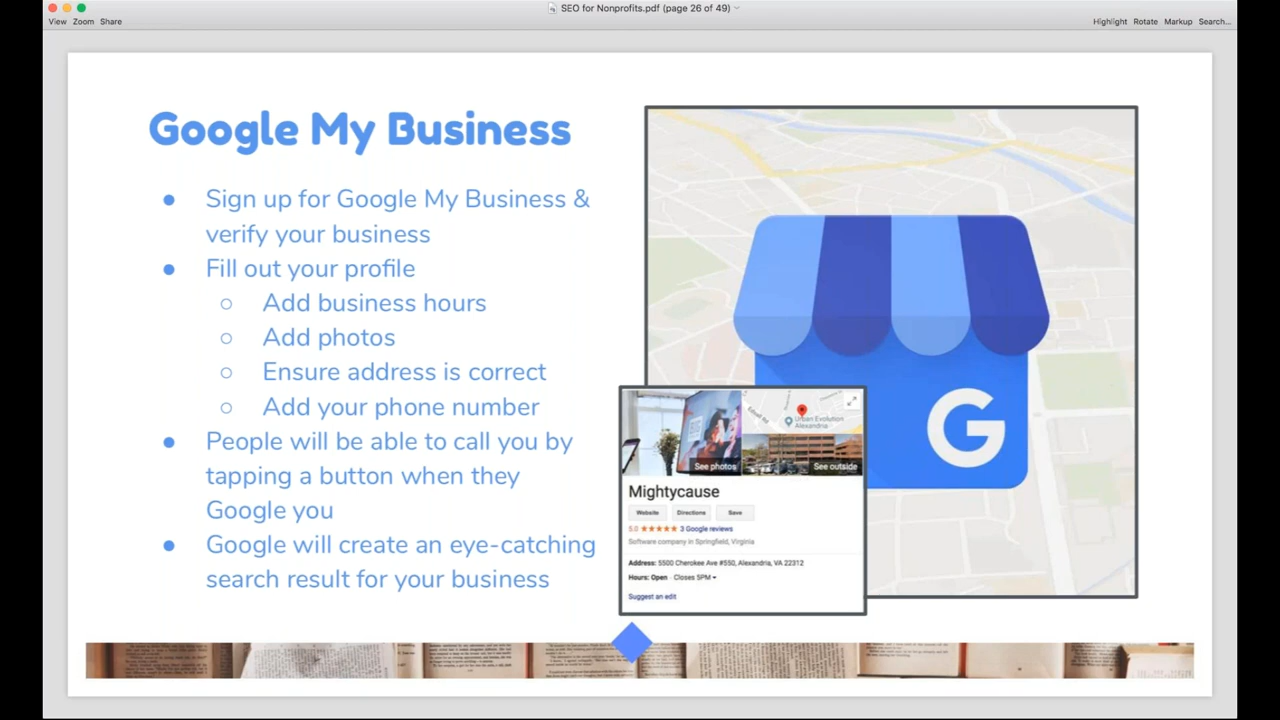 SEO for Nonprofits.pdf (page 26 of 49)
View Zoom Share
Highlight Rotate Markup Search...
Google My Business
● Sign up for Google My Business &
verify your business
● Fill out your profile
○ Add business hours
○ Add photos
○ Ensure address is correct
○ Add your phone number
● People will be able to call you by
tapping a button when they
Google you
● Google will create an eye-catching
search result for your business
G
Edsall Rd
Urban Evolution
Alexandria
See photos
See outside
Mightycause
Website Directions Save
5.0 ★★★★★ 3 Google reviews
Software company in Springfield, Virginia
Address: 5500 Cherokee Ave #550, Alexandria, VA 22312
Hours: Open · Closes 5PM
Suggest an edit